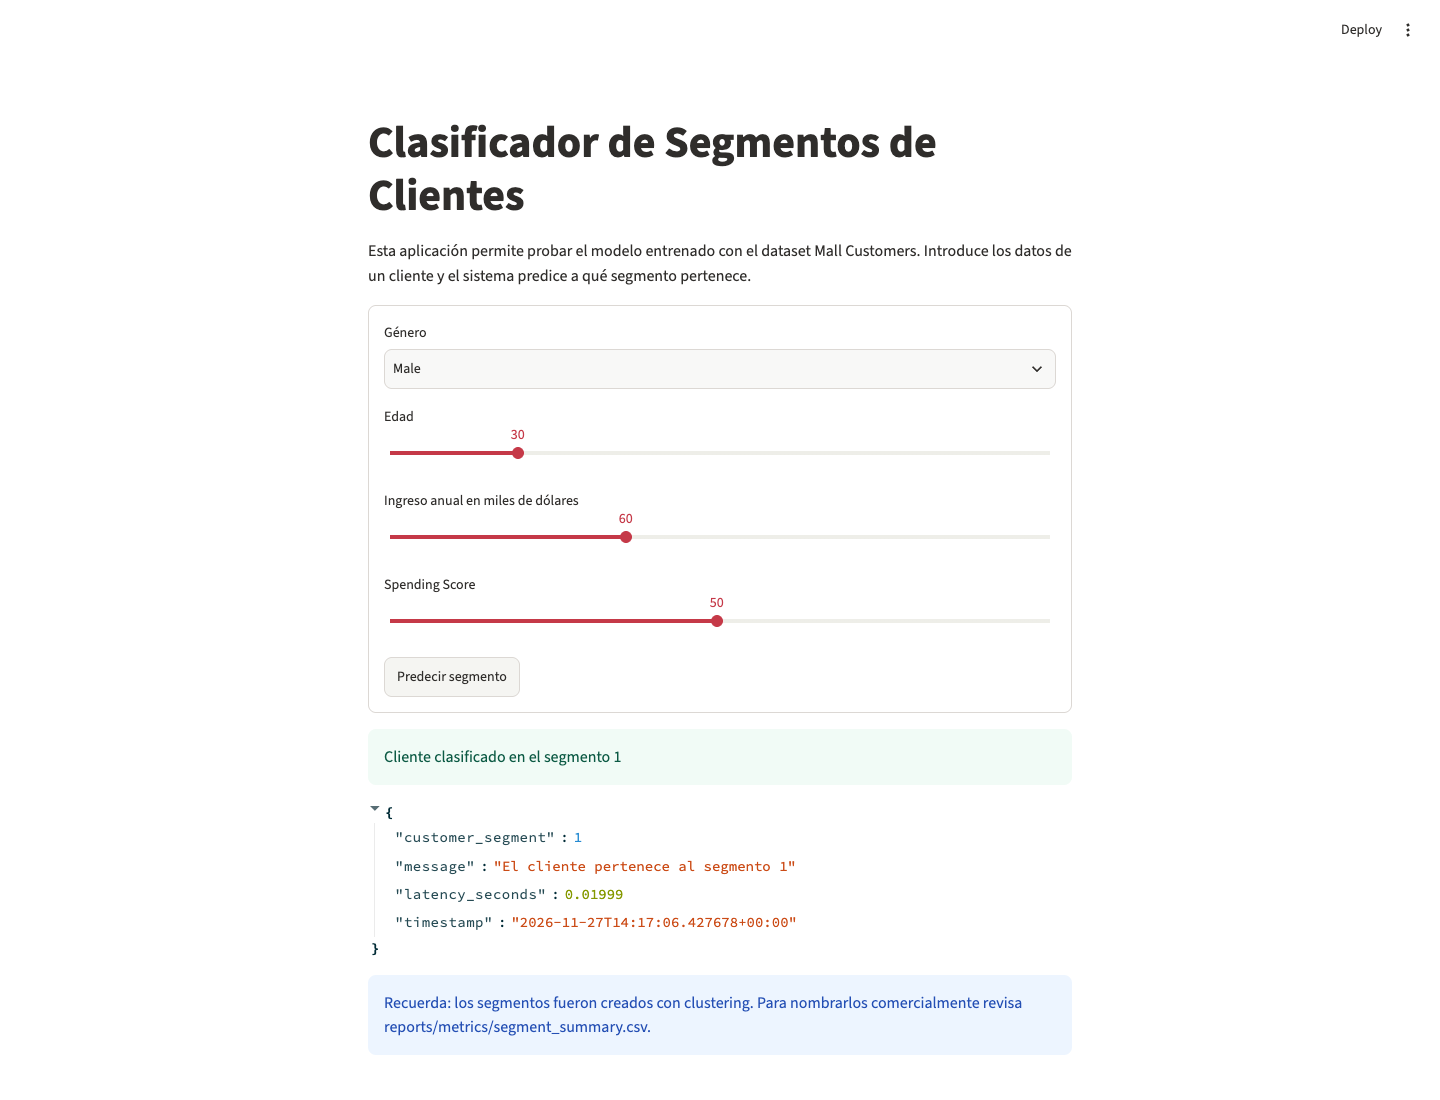 Deploy
Clasificador de Segmentos de
Clientes
Esta aplicación permite probar el modelo entrenado con el dataset Mall Customers. Introduce los datos de
un cliente y el sistema predice a qué segmento pertenece.
Género
Male
Edad
30
Ingreso anual en miles de dólares
60
Spending Score
50
Predecir segmento
Cliente clasificado en el segmento 1
{
"customer_segment" : 1
"message" : "El cliente pertenece al segmento 1"
"latency_seconds" : 0.01999
"timestamp" : "2026-11-27T14:17:06.427678+00:00"
}
Recuerda: los segmentos fueron creados con clustering. Para nombrarlos comercialmente revisa
reports/metrics/segment_summary.csv.